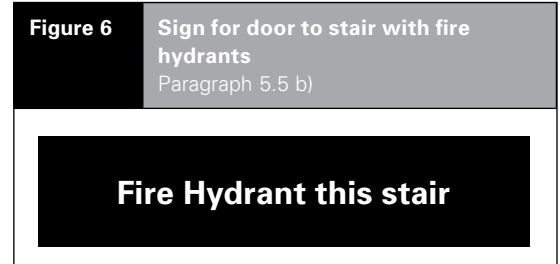 Figure 6
Sign for door to stair with fire
hydrants
Paragraph 5.5 b)
Fire Hydrant this stair